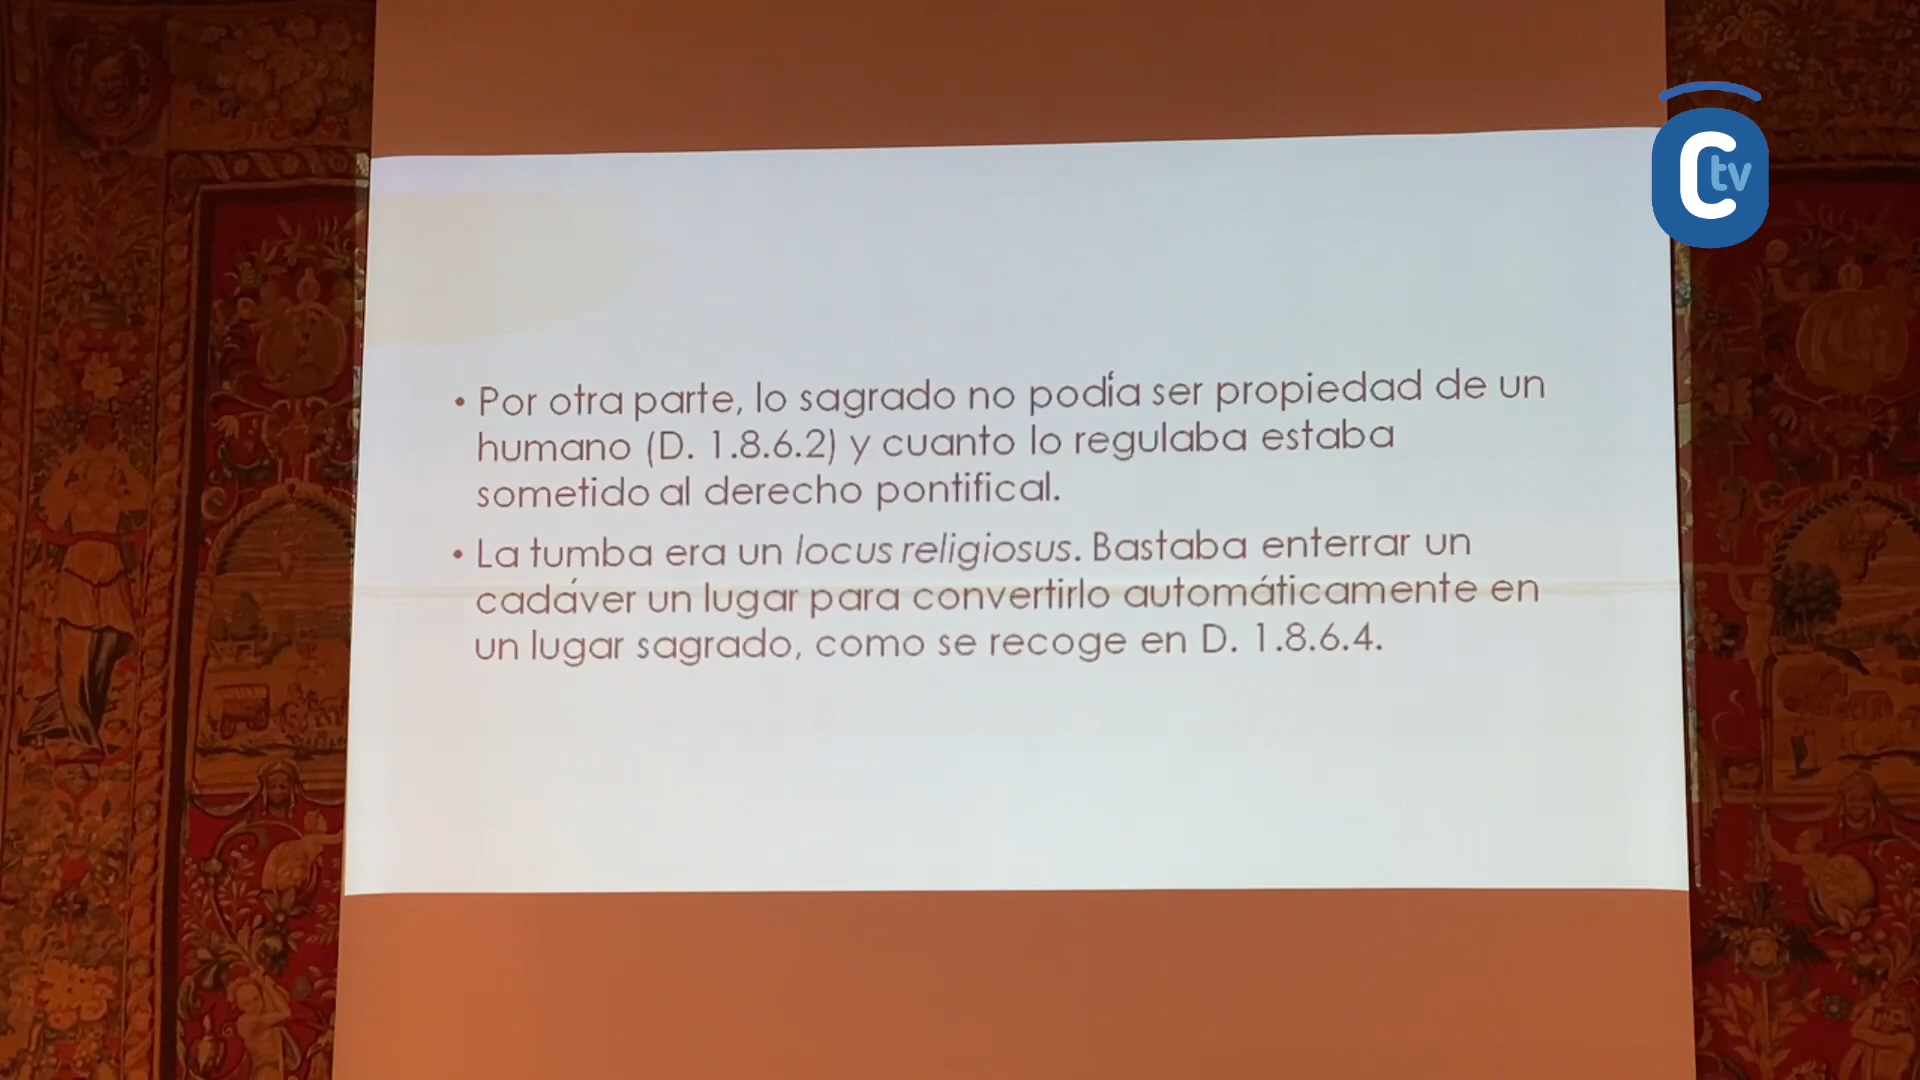 Ctv
• Por otra parte, lo sagrado no podía ser propiedad de un
humano (D. 1.8.6.2) y cuanto lo regulaba estaba
sometido al derecho pontifical.
• La tumba era un locus religiosus. Bastaba enterrar un
cadáver un lugar para convertirlo automáticamente en
un lugar sagrado, como se recoge en D. 1.8.6.4.